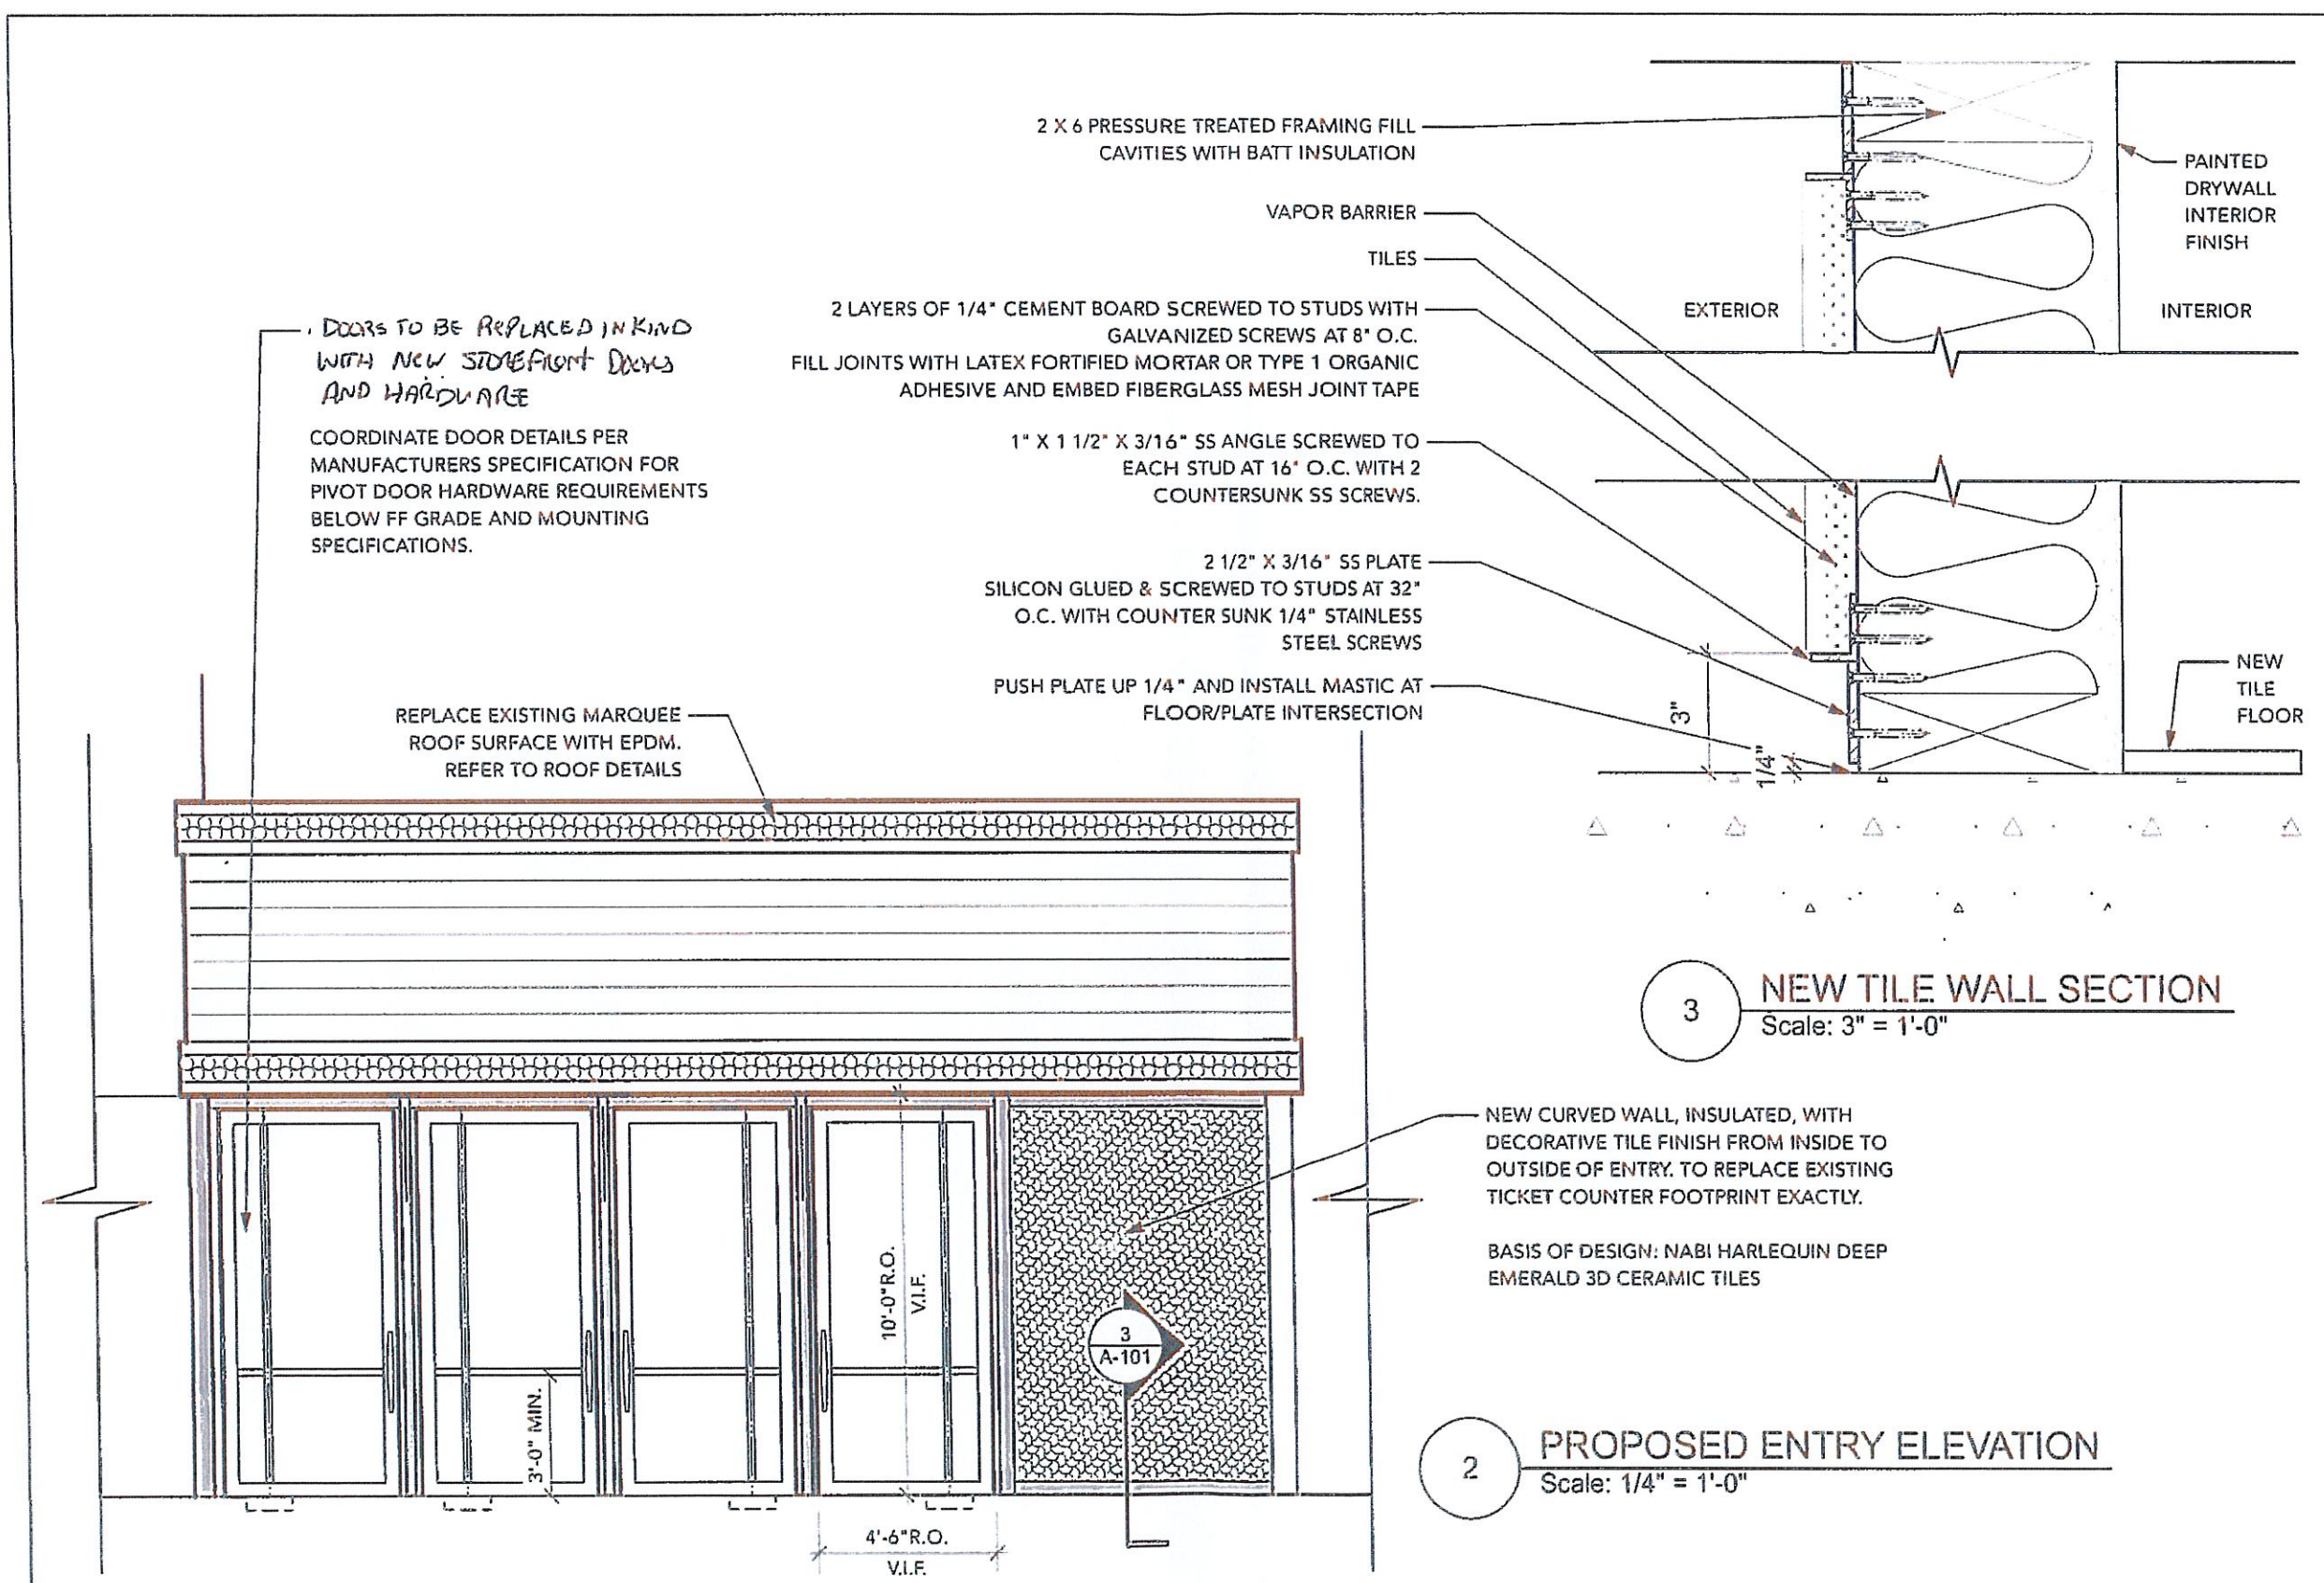 2 X 6 PRESSURE TREATED FRAMING FILL
CAVITIES WITH BATT INSULATION
VAPOR BARRIER
TILES
2 LAYERS OF 1/4" CEMENT BOARD SCREWED TO STUDS WITH
GALVANIZED SCREWS AT 8" O.C.
FILL JOINTS WITH LATEX FORTIFIED MORTAR OR TYPE 1 ORGANIC
ADHESIVE AND EMBED FIBERGLASS MESH JOINT TAPE
1" X 1 1/2" X 3/16" SS ANGLE SCREWED TO
EACH STUD AT 16" O.C. WITH 2
COUNTERSUNK SS SCREWS.
2 1/2" X 3/16" SS PLATE
SILICON GLUED & SCREWED TO STUDS AT 32"
O.C. WITH COUNTER SUNK 1/4" STAINLESS
STEEL SCREWS
PUSH PLATE UP 1/4" AND INSTALL MASTIC AT
FLOOR/PLATE INTERSECTION
PAINTED
DRYWALL
INTERIOR
FINISH
EXTERIOR
INTERIOR
NEW
TILE
FLOOR
3"
1/4"
3
NEW TILE WALL SECTION
Scale: 3" = 1'-0"
DOORS TO BE REPLACED IN KIND
WITH NEW STOREFRONT DOORS
AND HARDWARE
COORDINATE DOOR DETAILS PER
MANUFACTURERS SPECIFICATION FOR
PIVOT DOOR HARDWARE REQUIREMENTS
BELOW FF GRADE AND MOUNTING
SPECIFICATIONS.
REPLACE EXISTING MARQUEE
ROOF SURFACE WITH EPDM.
REFER TO ROOF DETAILS
NEW CURVED WALL, INSULATED, WITH
DECORATIVE TILE FINISH FROM INSIDE TO
OUTSIDE OF ENTRY. TO REPLACE EXISTING
TICKET COUNTER FOOTPRINT EXACTLY.
BASIS OF DESIGN: NABI HARLEQUIN DEEP
EMERALD 3D CERAMIC TILES
10'-0" R.O.
V.I.F.
3'-0" MIN.
3
A-101
4'-6" R.O.
V.I.F.
2
PROPOSED ENTRY ELEVATION
Scale: 1/4" = 1'-0"